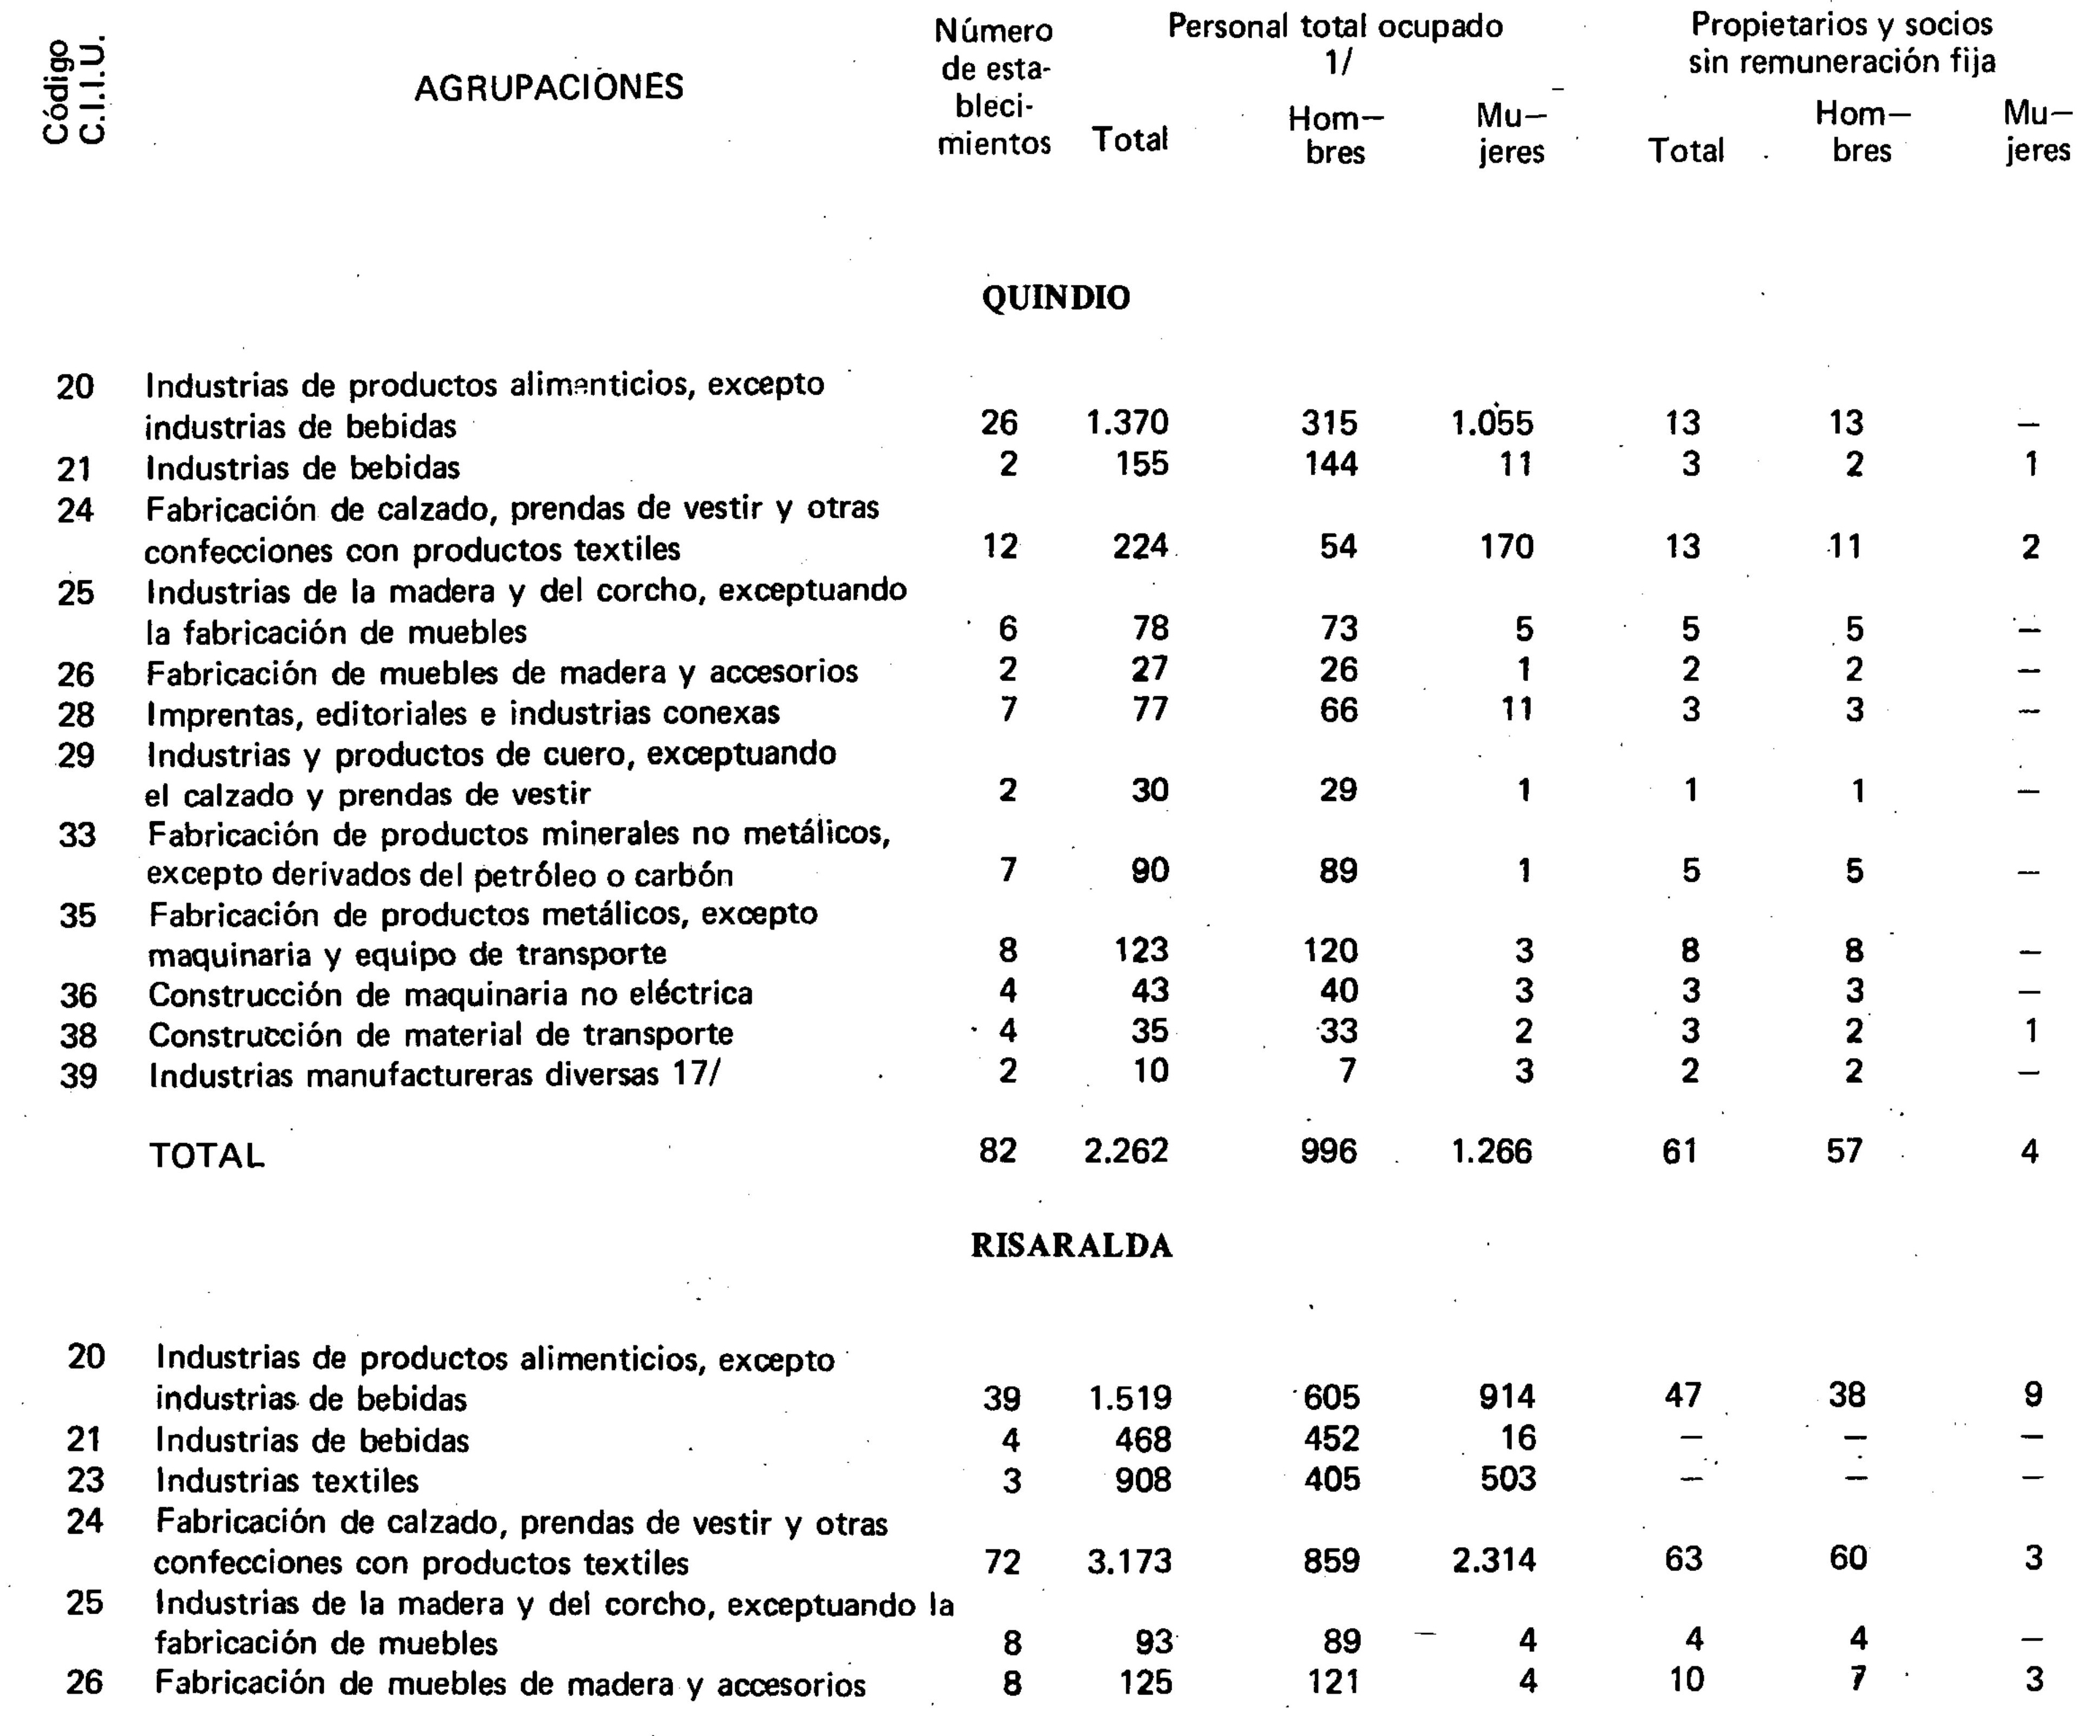 Código C.I.I.U. AGRUPACIONES Número de esta- bleci- mientos Personal total ocupado 1/ Propietarios y socios sin remuneración fija
Total Hom— bres Mu— jeres Total Hom— bres Mu— jeres
QUINDIO
20 Industrias de productos alimenticios, excepto
industrias de bebidas 26 1.370 315 1.055 13 13 —
21 Industrias de bebidas 2 155 144 11 3 2 1
24 Fabricación de calzado, prendas de vestir y otras
confecciones con productos textiles 12 224 54 170 13 11 2
25 Industrias de la madera y del corcho, exceptuando
la fabricación de muebles 6 78 73 5 5 5 —
26 Fabricación de muebles de madera y accesorios 2 27 26 1 2 2 —
28 Imprentas, editoriales e industrias conexas 7 77 66 11 3 3 —
29 Industrias y productos de cuero, exceptuando
el calzado y prendas de vestir 2 30 29 1 1 1 —
33 Fabricación de productos minerales no metálicos,
excepto derivados del petróleo o carbón 7 90 89 1 5 5 —
35 Fabricación de productos metálicos, excepto
maquinaria y equipo de transporte 8 123 120 3 8 8 —
36 Construcción de maquinaria no eléctrica 4 43 40 3 3 3 —
38 Construcción de material de transporte 4 35 33 2 3 2 1
39 Industrias manufactureras diversas 17/ 2 10 7 3 2 2 —
TOTAL 82 2.262 996 1.266 61 57 4
RISARALDA
20 Industrias de productos alimenticios, excepto
industrias de bebidas 39 1.519 605 914 47 38 9
21 Industrias de bebidas 4 468 452 16 — — —
23 Industrias textiles 3 908 405 503 — — —
24 Fabricación de calzado, prendas de vestir y otras
confecciones con productos textiles 72 3.173 859 2.314 63 60 3
25 Industrias de la madera y del corcho, exceptuando la
fabricación de muebles 8 93 89 4 4 4 —
26 Fabricación de muebles de madera y accesorios 8 125 121 4 10 7 3